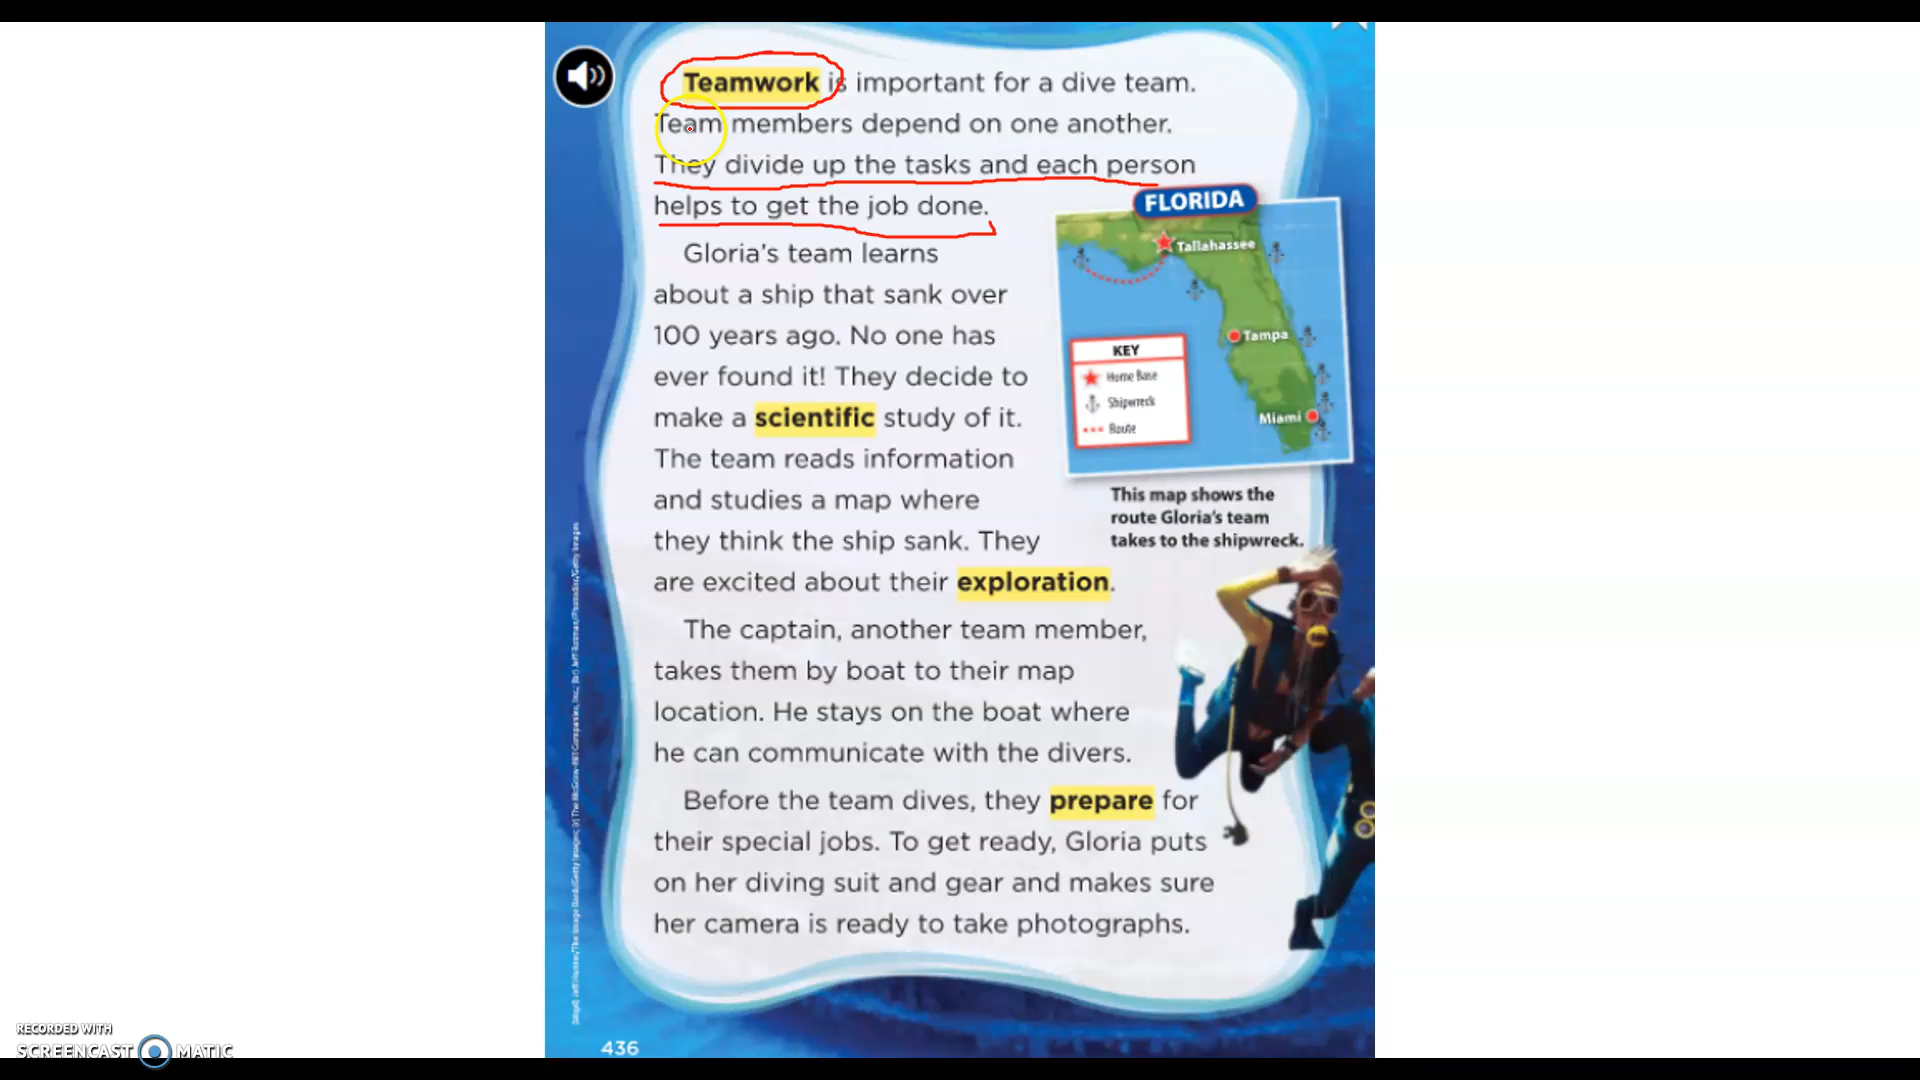 Teamwork is important for a dive team.
Team members depend on one another.
They divide up the tasks and each person
helps to get the job done.
Gloria's team learns
about a ship that sank over
100 years ago. No one has
ever found it! They decide to
make a scientific study of it.
The team reads information
and studies a map where
they think the ship sank. They
are excited about their exploration.
The captain, another team member,
takes them by boat to their map
location. He stays on the boat where
he can communicate with the divers.
Before the team dives, they prepare for
their special jobs. To get ready, Gloria puts
on her diving suit and gear and makes sure
her camera is ready to take photographs.
FLORIDA
Tallahassee
Tampa
Miami
KEY
Home Base
Shipwreck
Route
This map shows the
route Gloria's team
takes to the shipwreck.
436
RECORDED WITH
SCREENCAST MATIC